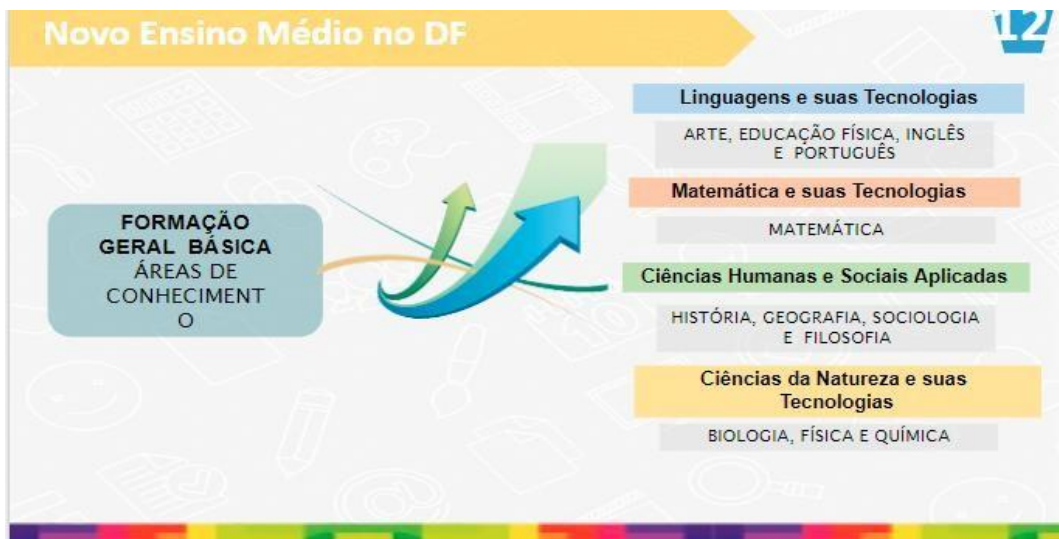 Novo Ensino Médio no DF
12
FORMAÇÃO
GERAL BÁSICA
ÁREAS DE
CONHECIMENT
O
Linguagens e suas Tecnologias
ARTE, EDUCAÇÃO FÍSICA, INGLÊS
E PORTUGUÊS
Matemática e suas Tecnologias
MATEMÁTICA
Ciências Humanas e Sociais Aplicadas
HISTÓRIA, GEOGRAFIA, SOCIOLOGIA
E FILOSOFIA
Ciências da Natureza e suas
Tecnologias
BIOLOGIA, FÍSICA E QUÍMICA